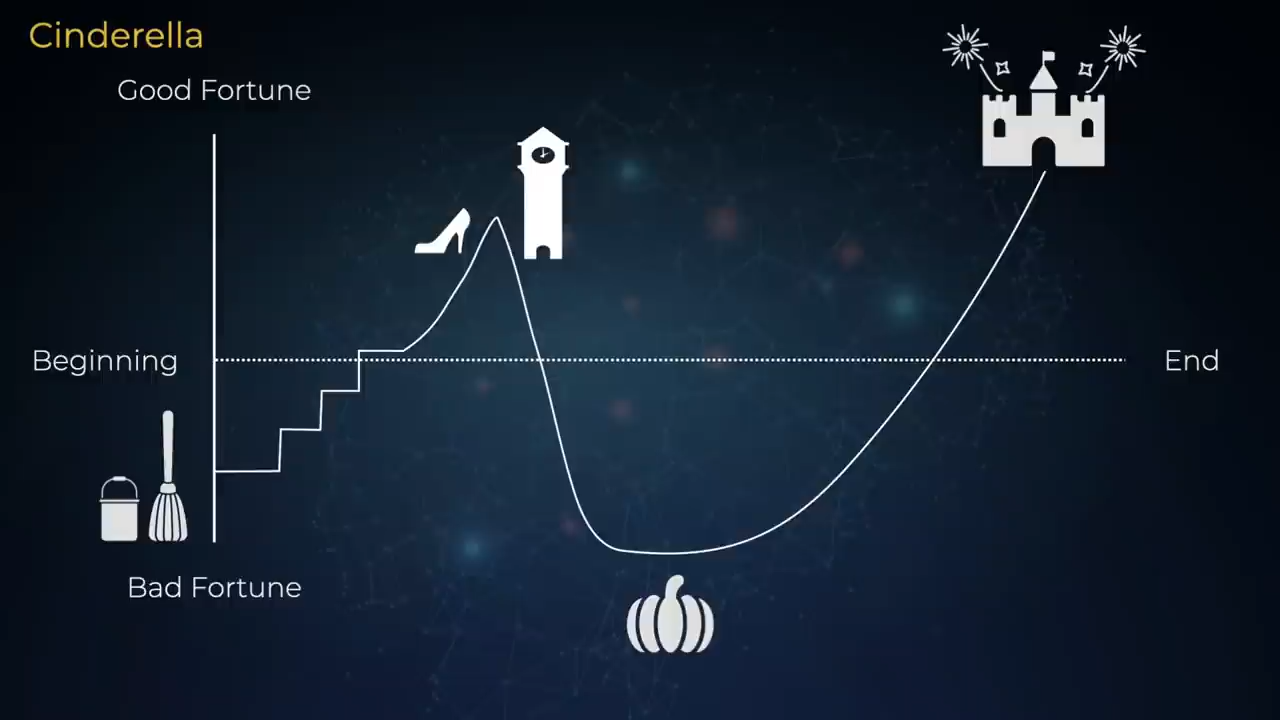 Cinderella
Good Fortune
Beginning
End
Bad Fortune